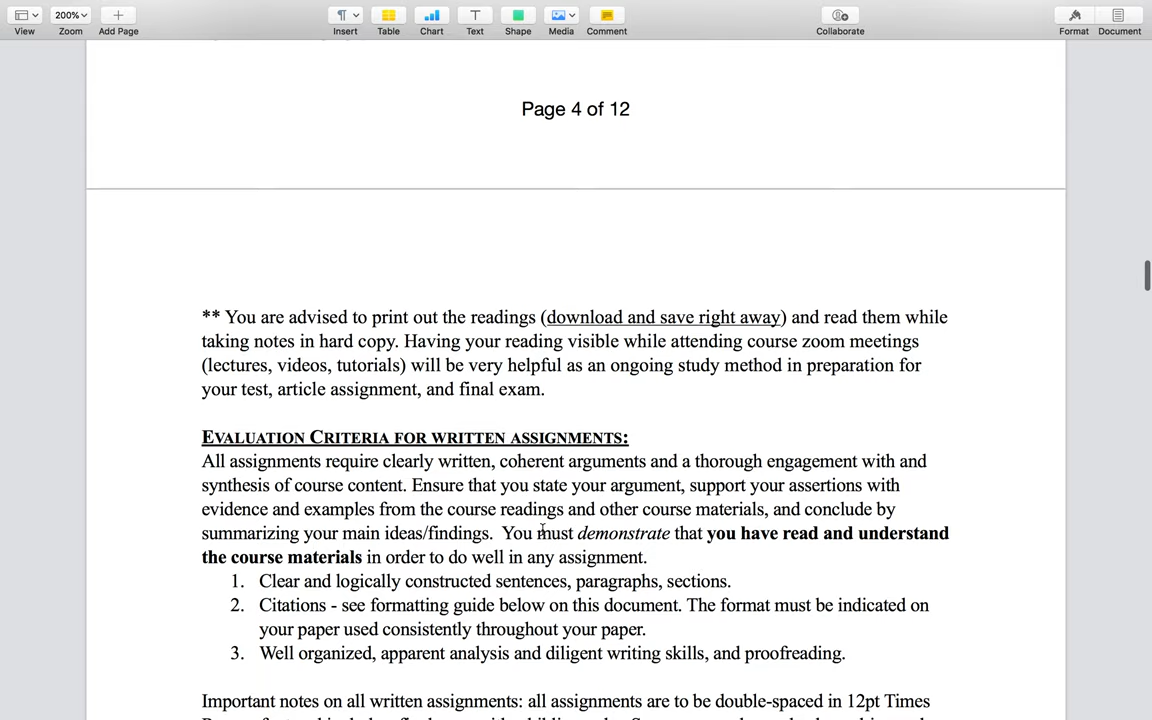 200%
View
Zoom
Add Page
Insert
Table
Chart
Text
Shape
Media
Comment
Collaborate
Format
Document
Page 4 of 12
** You are advised to print out the readings (download and save right away) and read them while
taking notes in hard copy. Having your reading visible while attending course zoom meetings
(lectures, videos, tutorials) will be very helpful as an ongoing study method in preparation for
your test, article assignment, and final exam.
EVALUATION CRITERIA FOR WRITTEN ASSIGNMENTS:
All assignments require clearly written, coherent arguments and a thorough engagement with and
synthesis of course content. Ensure that you state your argument, support your assertions with
evidence and examples from the course readings and other course materials, and conclude by
summarizing your main ideas/findings. You must demonstrate that you have read and understand
the course materials in order to do well in any assignment.
1. Clear and logically constructed sentences, paragraphs, sections.
2. Citations - see formatting guide below on this document. The format must be indicated on
your paper used consistently throughout your paper.
3. Well organized, apparent analysis and diligent writing skills, and proofreading.
Important notes on all written assignments: all assignments are to be double-spaced in 12pt Times